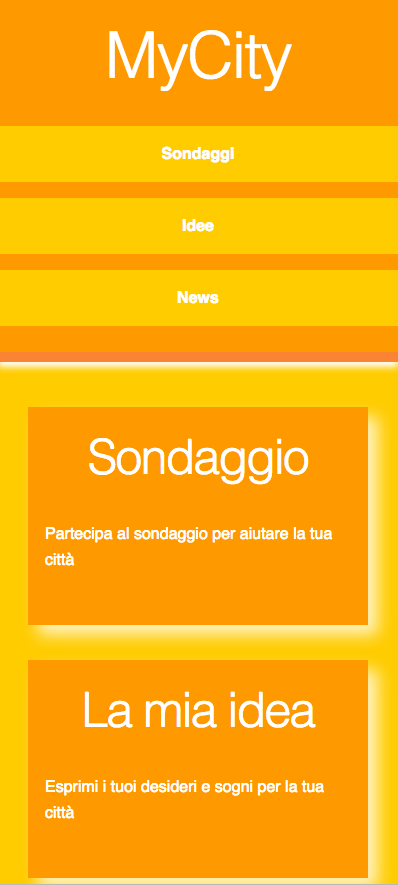 MyCity
Sondaggi
Idee
News
Sondaggio
Partecipa al sondaggio per aiutare la tua
città
La mia idea
Esprimi i tuoi desideri e sogni per la tua
città